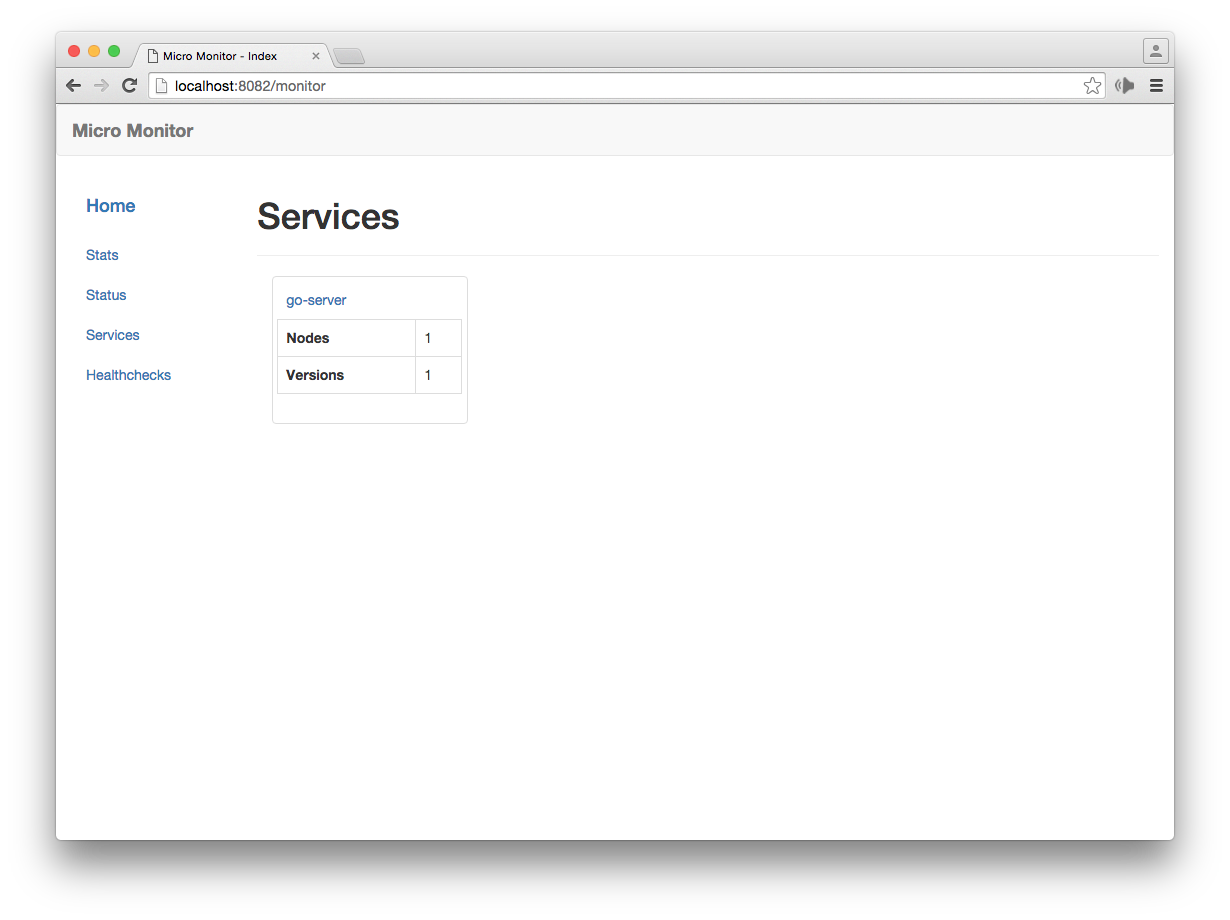 Micro Monitor - Index
localhost:8082/monitor
Micro Monitor
Home
Stats
Status
Services
Healthchecks
Services
go-server
Nodes 1
Versions 1